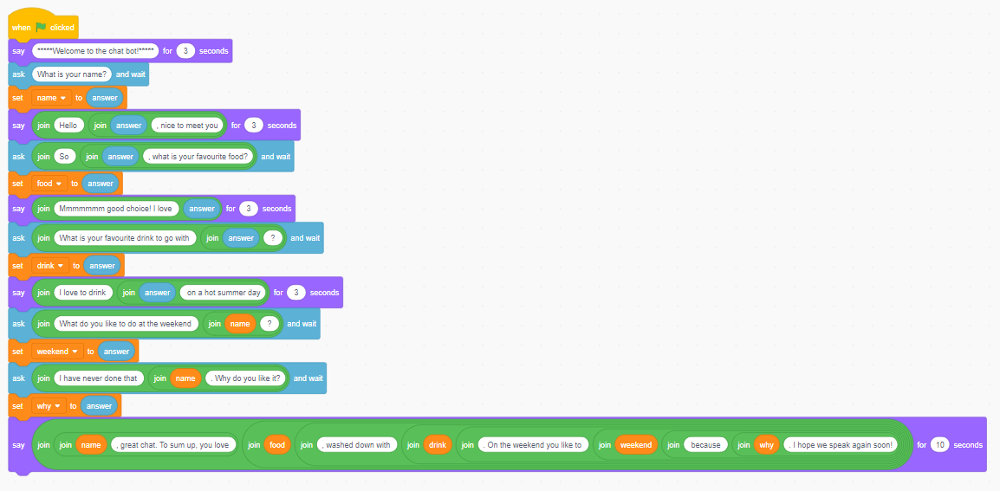 when clicked
say *****Welcome to the chat bot!***** for 3 seconds
ask What is your name? and wait
set name to answer
say join Hello join answer , nice to meet you for 3 seconds
ask join So join answer , what is your favourite food? and wait
set food to answer
say join Mmmmmmm good choice! I love answer for 3 seconds
ask join What is your favourite drink to go with join answer ? and wait
set drink to answer
say join I love to drink join answer on a hot summer day for 3 seconds
ask join What do you like to do at the weekend join name ? and wait
set weekend to answer
ask join I have never done that join name . Why do you like it? and wait
set why to answer
say join join name , great chat. To sum up, you love join food join , washed down with join drink join . On the weekend you like to join weekend join because join why . I hope we speak again soon! for 10 seconds